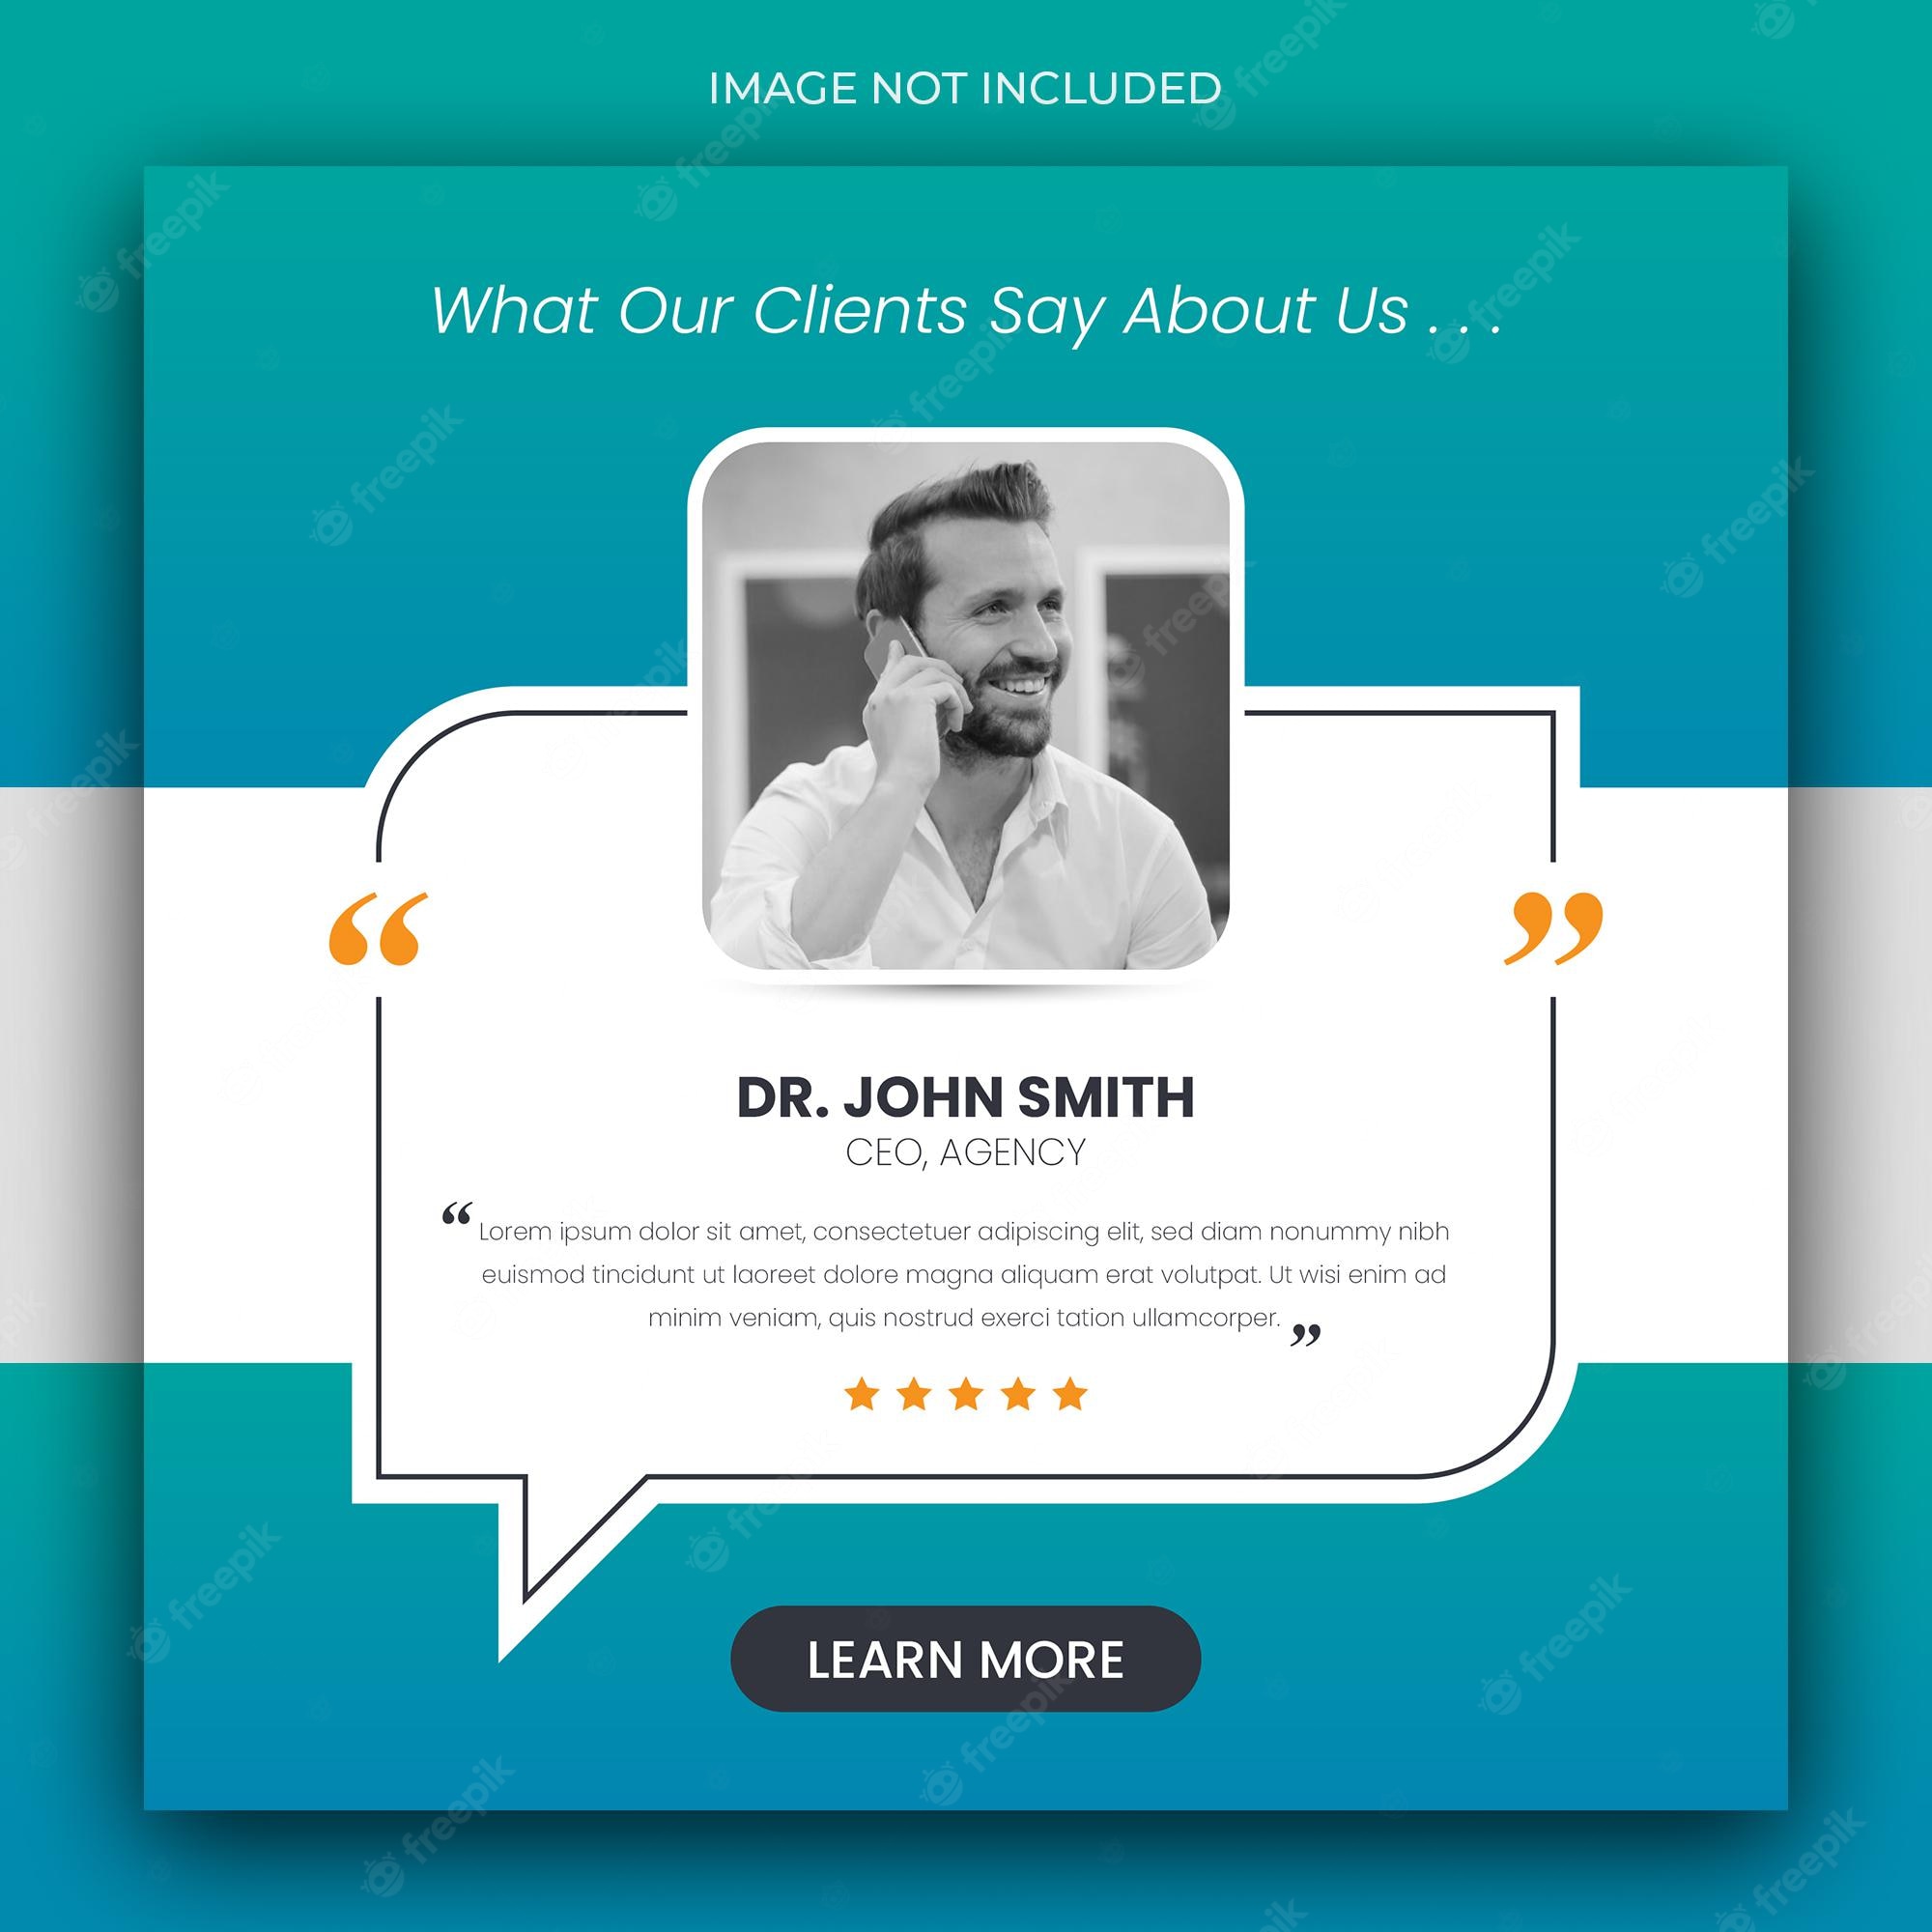 IMAGE NOT INCLUDED
What Our Clients Say About Us . . .
“ ”
DR. JOHN SMITH
CEO, AGENCY
“Lorem ipsum dolor sit amet, consectetuer adipiscing elit, sed diam nonummy nibh
euismod tincidunt ut laoreet dolore magna aliquam erat volutpat. Ut wisi enim ad
minim veniam, quis nostrud exerci tation ullamcorper.”
LEARN MORE
freepik